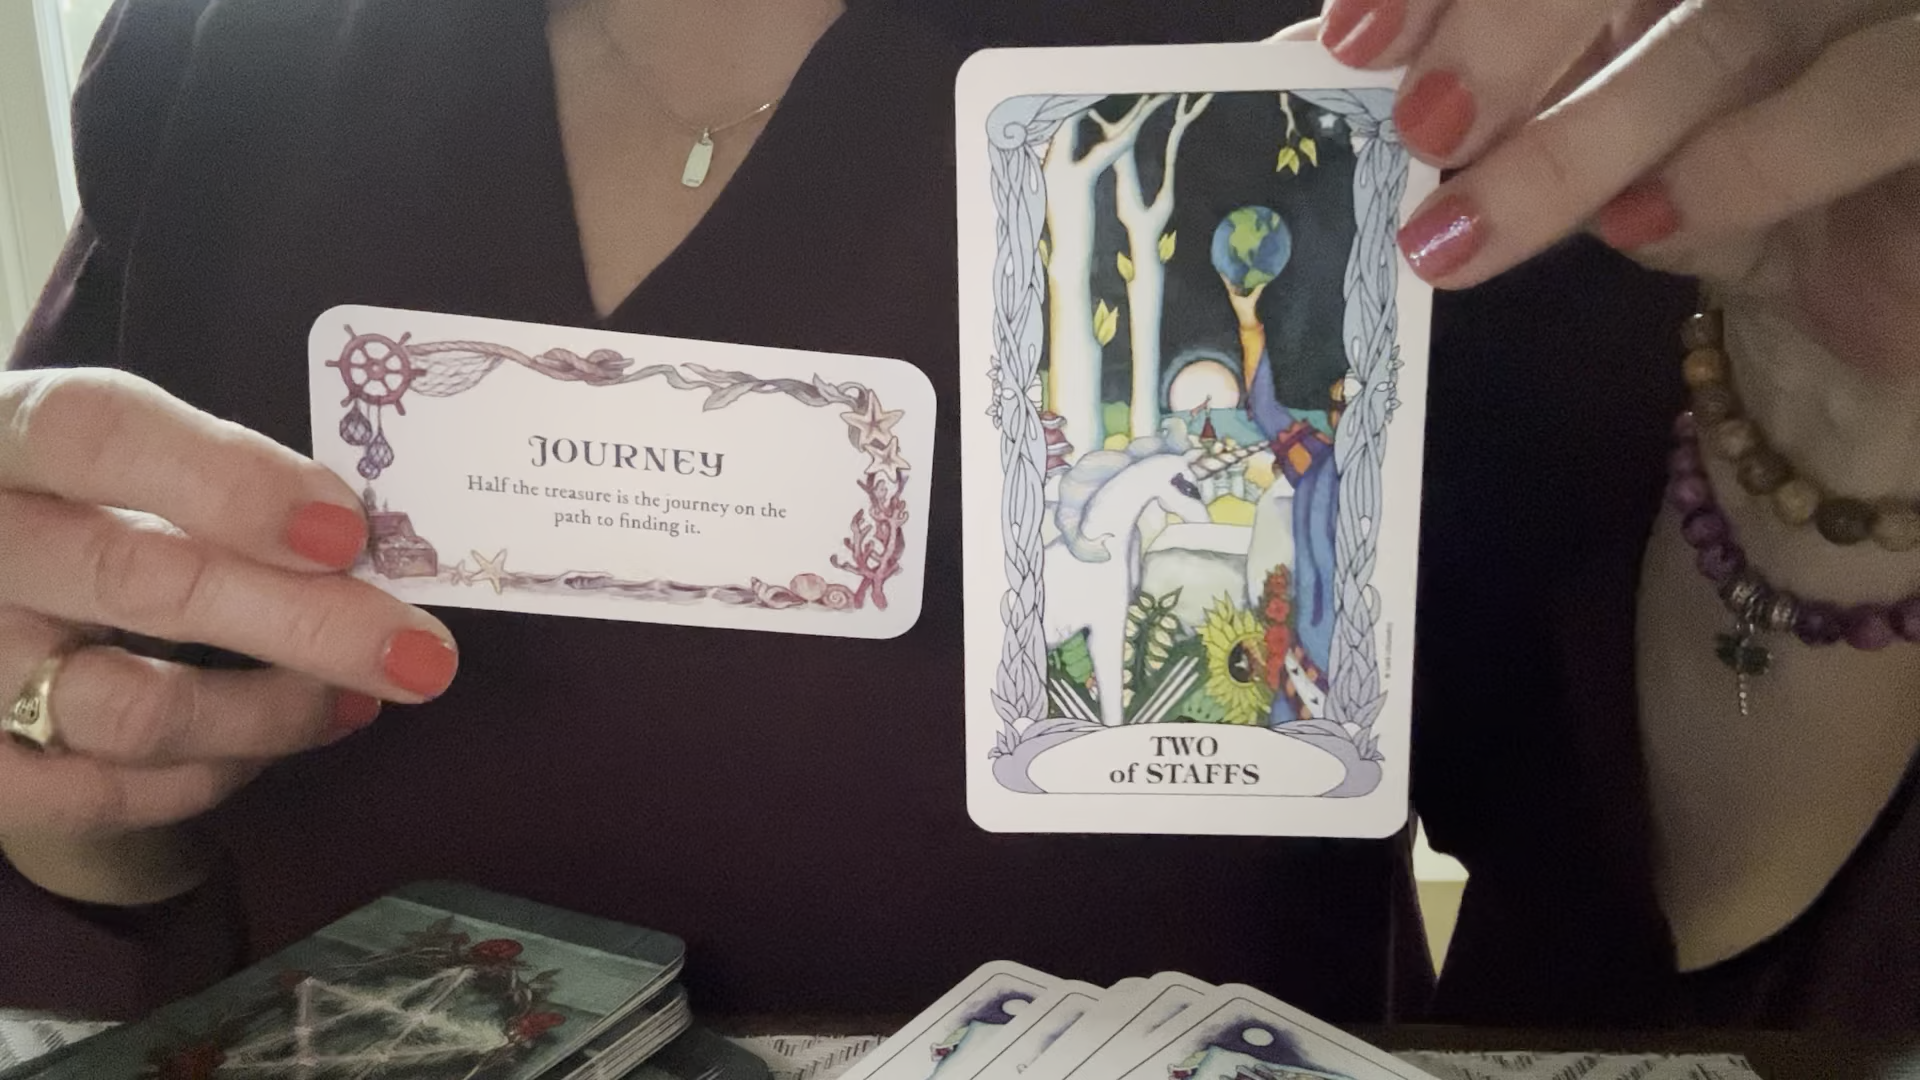 JOURNEY
Half the treasure is the journey on the
path to finding it.
TWO
of STAFFS